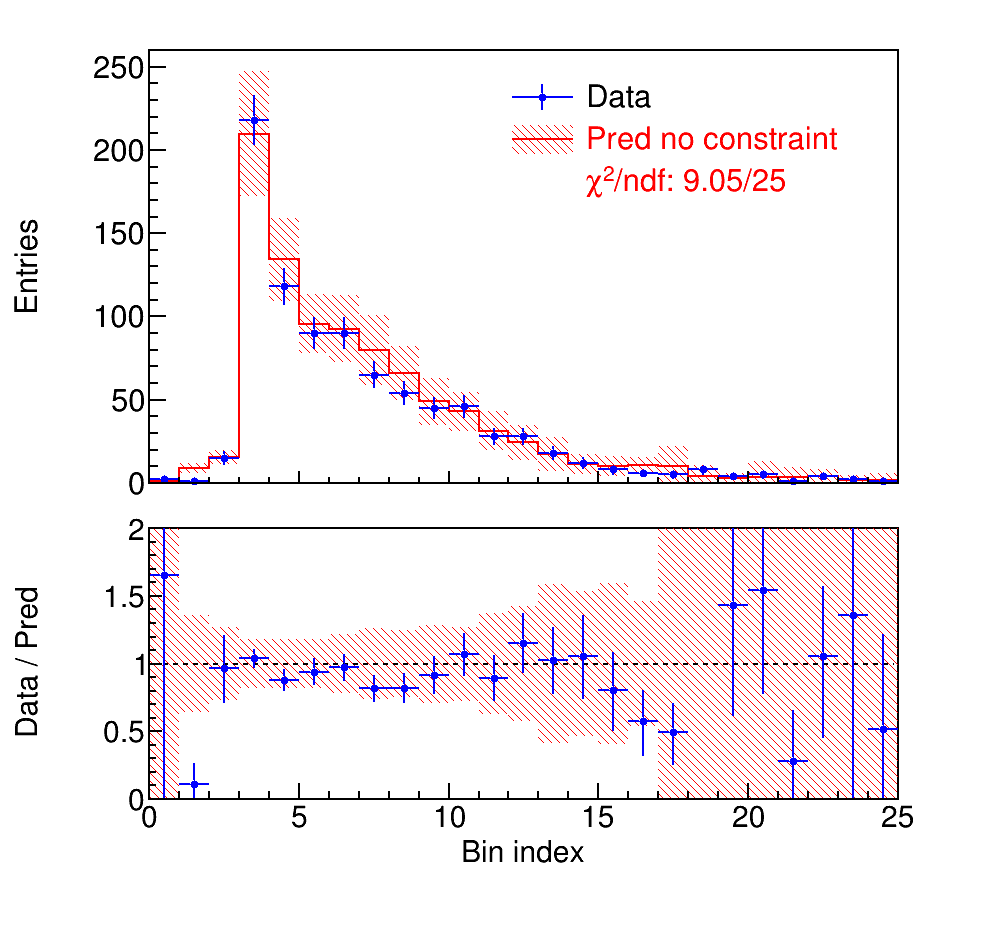 250
200
150
100
50
0
Entries
Data
Pred no constraint
χ²/ndf: 9.05/25
2
1.5
1
0.5
0
Data / Pred
0 5 10 15 20 25
Bin index